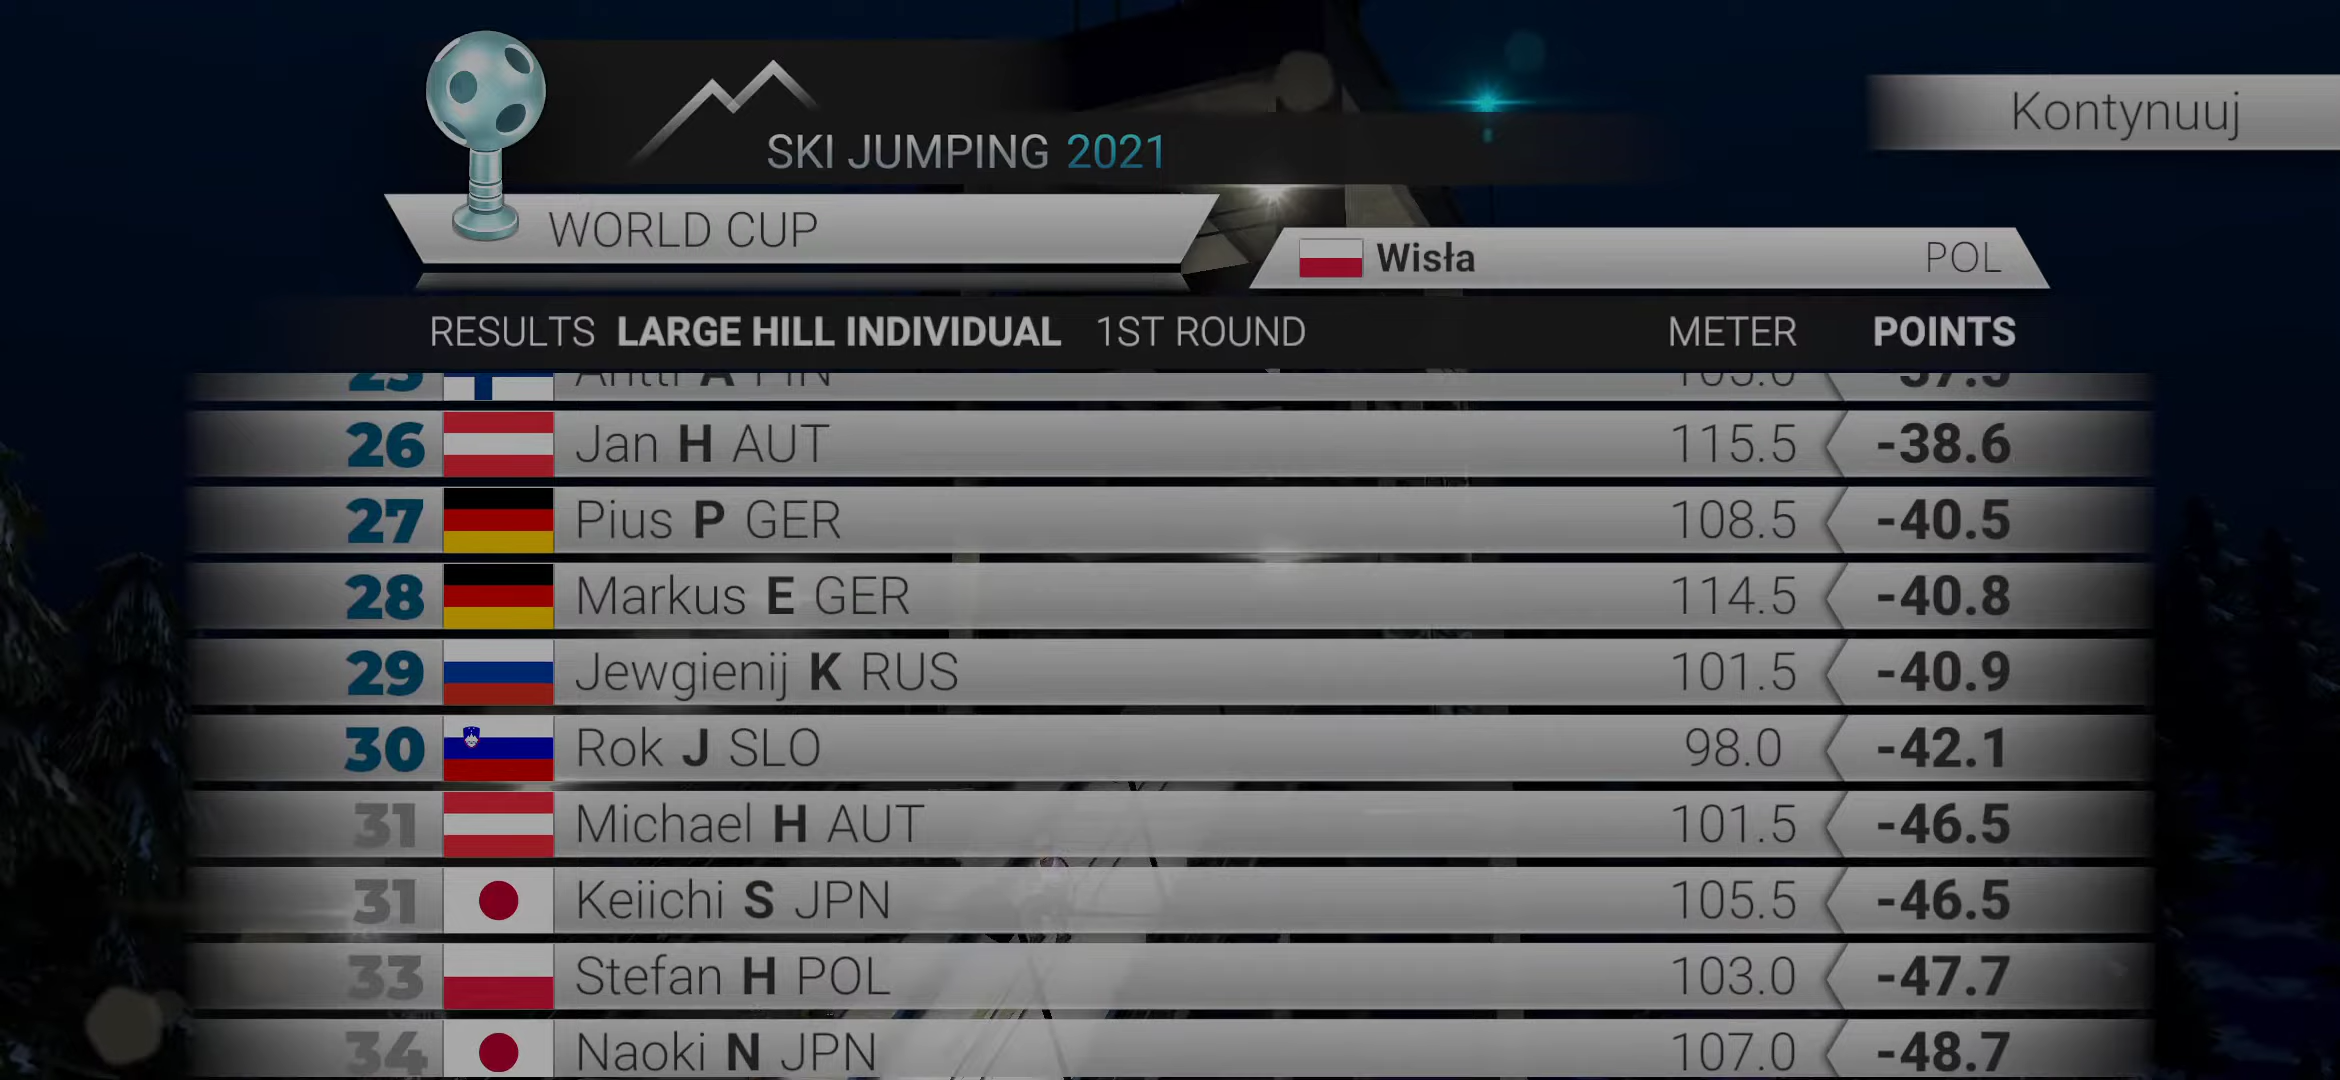 SKI JUMPING 2021
Kontynuuj
WORLD CUP
Wisła POL
RESULTS LARGE HILL INDIVIDUAL 1ST ROUND METER POINTS
26 Jan H AUT 115.5 -38.6
27 Pius P GER 108.5 -40.5
28 Markus E GER 114.5 -40.8
29 Jewgienij K RUS 101.5 -40.9
30 Rok J SLO 98.0 -42.1
31 Michael H AUT 101.5 -46.5
31 Keiichi S JPN 105.5 -46.5
33 Stefan H POL 103.0 -47.7
34 Naoki N JPN 107.0 -48.7